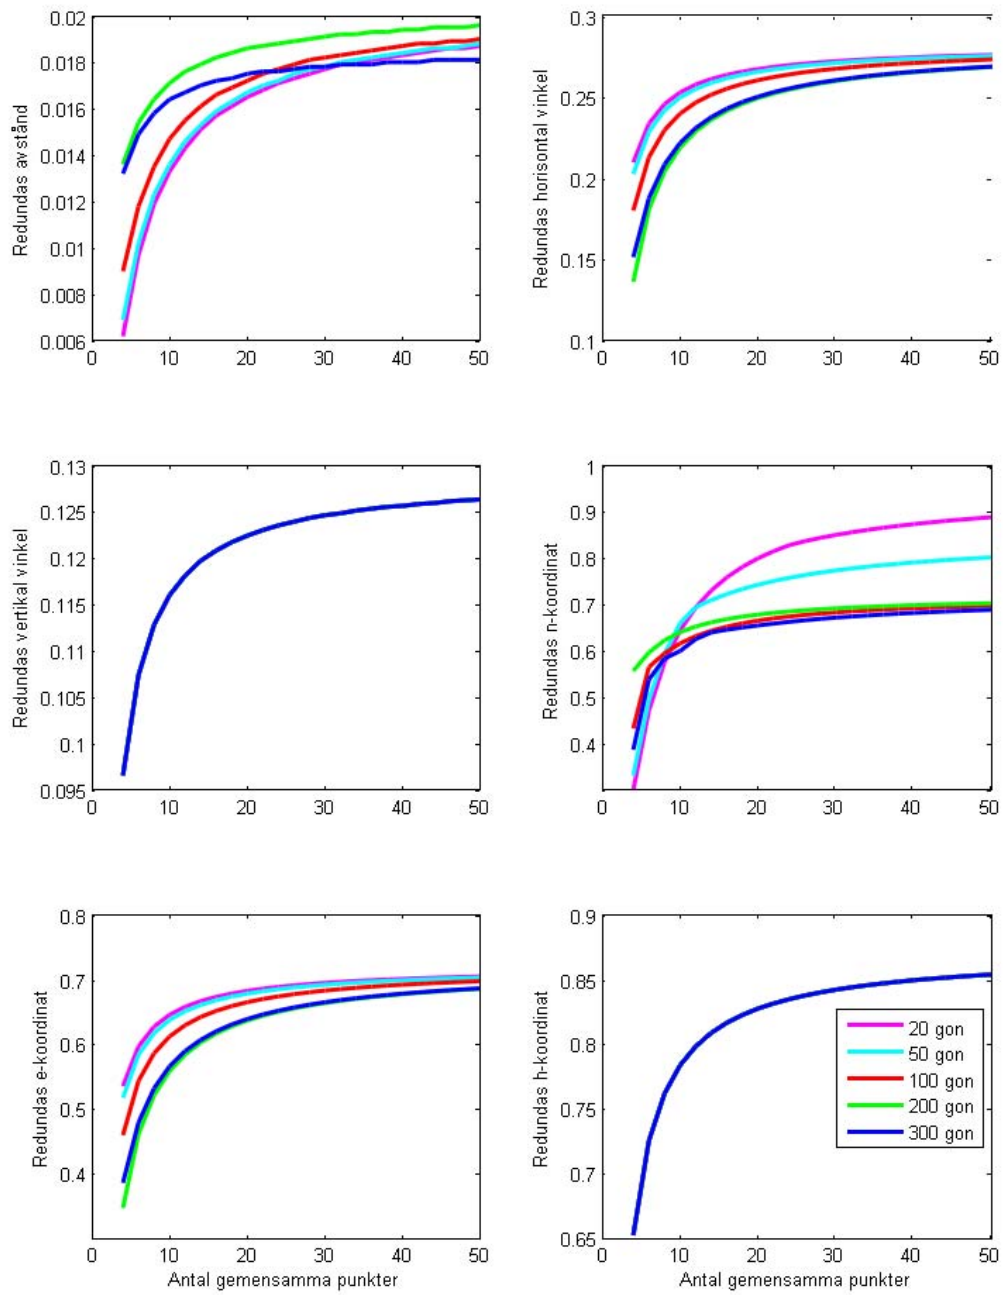 0.02
0.018
0.016
0.014
0.012
0.01
0.008
0.006
Redundas avstånd
0 10 20 30 40 50
0.3
0.25
0.2
0.15
0.1
Redundas horisontal vinkel
0 10 20 30 40 50
0.13
0.125
0.12
0.115
0.11
0.105
0.1
0.095
Redundas vertikal vinkel
0 10 20 30 40 50
1
0.9
0.8
0.7
0.6
0.5
0.4
Redundas n-koordinat
0 10 20 30 40 50
0.8
0.7
0.6
0.5
0.4
Redundas e-koordinat
0 10 20 30 40 50
Antal gemensamma punkter
0.9
0.85
0.8
0.75
0.7
0.65
Redundas h-koordinat
20 gon
50 gon
100 gon
200 gon
300 gon
0 10 20 30 40 50
Antal gemensamma punkter